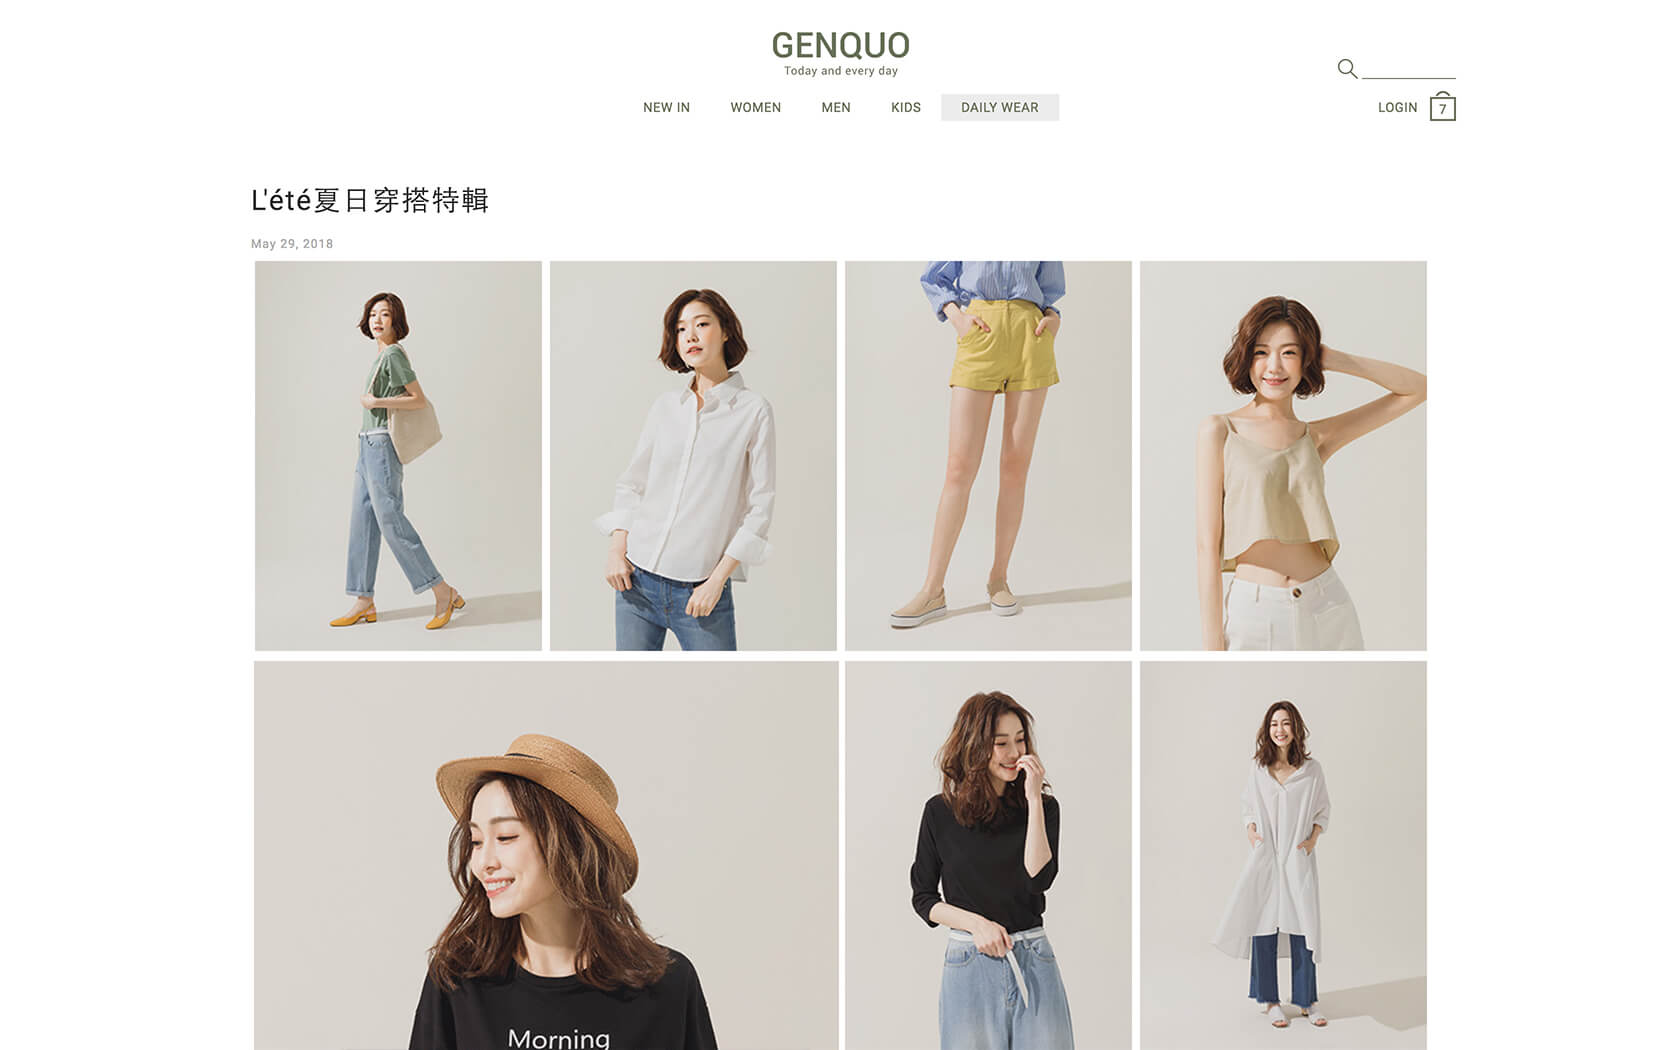 GENQUO
Today and every day
NEW IN WOMEN MEN KIDS DAILY WEAR
LOGIN 7
L'été夏日穿搭特輯
May 29, 2018
Morning